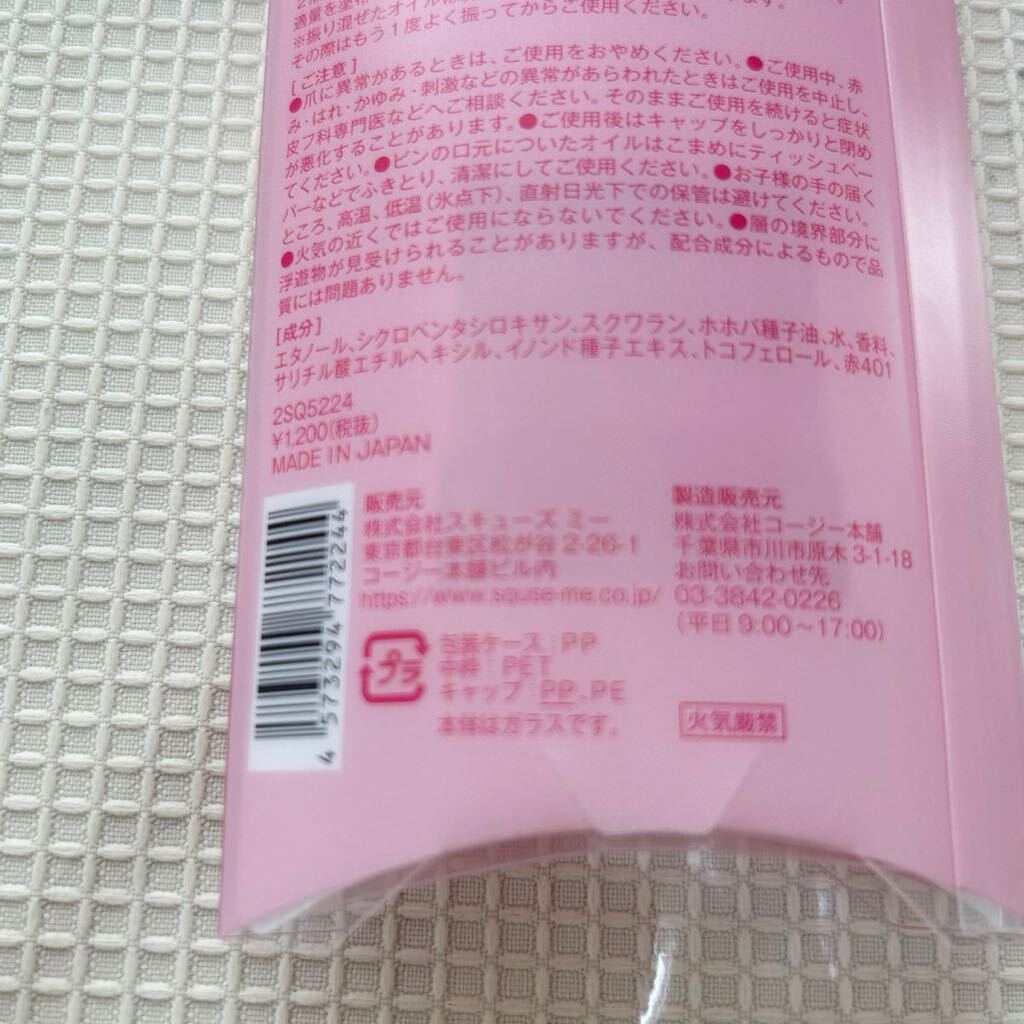 適量を塗布
※振り混ぜたオイルに
その際はもう1度よく振ってからご使用ください。
[ご注意]
●爪に異常があるときは、ご使用をおやめください。●ご使用中、赤
み・はれ・かゆみ・刺激などの異常があらわれたときはご使用を中止し、
皮フ科専門医などへご相談ください。そのままご使用を続けると症状
が悪化することがあります。●ご使用後はキャップをしっかりと閉め
てください。●ビンの口元についたオイルはこまめにティッシュペー
パーなどでふきとり、清潔にしてご使用ください。●お子様の手の届く
ところ、高温、低温(氷点下)、直射日光下での保管は避けてください。
●火気の近くではご使用にならないでください。●層の境界部分に
浮遊物が見受けられることがありますが、配合成分によるもので品
質には問題ありません。
[成分]
エタノール、シクロペンタシロキサン、スクワラン、ホホバ種子油、水、香料、
サリチル酸エチルヘキシル、イノンド種子エキス、トコフェロール、赤401
2SQ5224
¥1,200(税抜)
MADE IN JAPAN
販売元
株式会社スキューズ ミー
東京都台東区松が谷 2-26-1
コージー本舗ビル内
https://www.squse-me.co.jp/
製造販売元
株式会社コージー本舗
千葉県市川市原木 3-1-18
お問い合わせ先
03-3842-0226
(平日 9:00～17:00)
プラ
包装ケース:PP
中枠:PET
キャップ:PP、PE
本体はガラスです。
火気厳禁
4 573294 772244